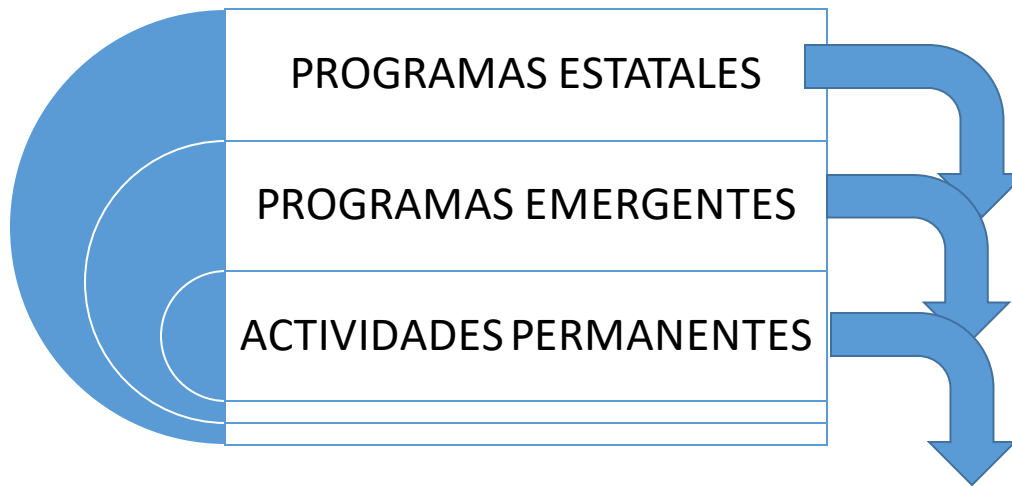 PROGRAMAS ESTATALES
PROGRAMAS EMERGENTES
ACTIVIDADES PERMANENTES